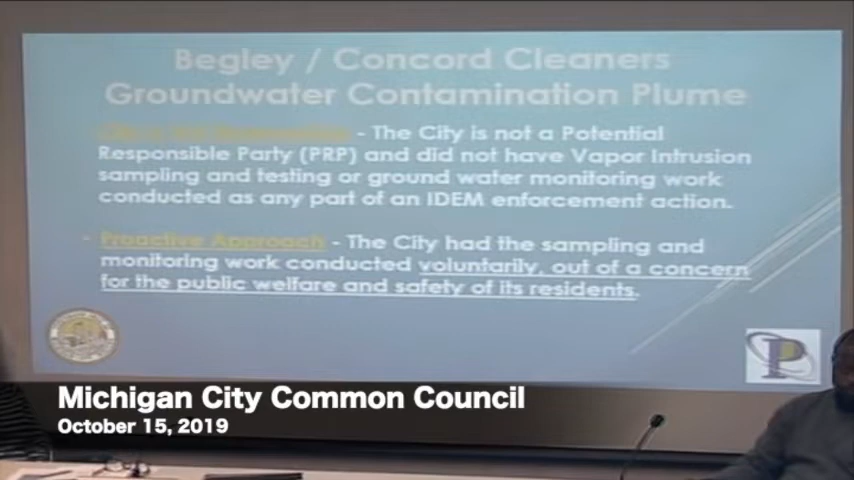 Begley / Concord Cleaners
Groundwater Contamination Plume
- The City is not a Potential
Responsible Party (PRP) and did not have Vapor Intrusion
sampling and testing or ground water monitoring work
conducted as any part of an IDEM enforcement action.
- Proactive Approach - The City had the sampling and
monitoring work conducted voluntarily, out of a concern
for the public welfare and safety of its residents.
P
Michigan City Common Council
October 15, 2019